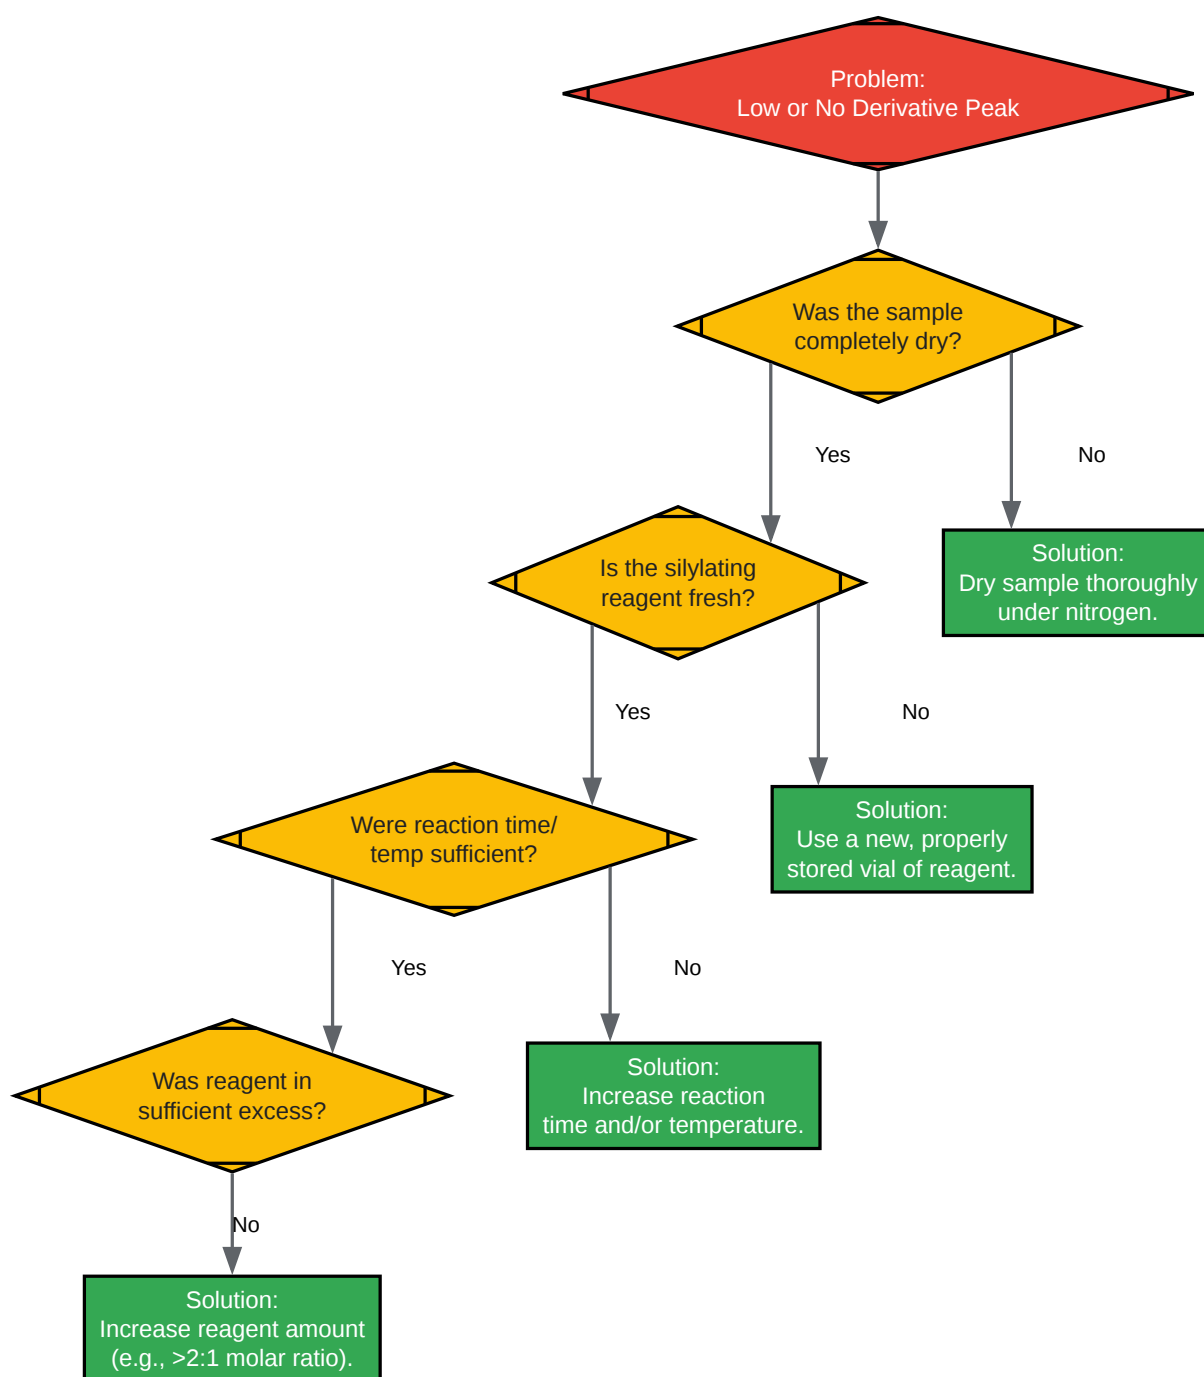 Problem:
Low or No Derivative Peak
Was the sample
completely dry?
Yes
No
Is the silylating
reagent fresh?
Solution:
Dry sample thoroughly
under nitrogen.
Yes
No
Were reaction time/
temp sufficient?
Solution:
Use a new, properly
stored vial of reagent.
Yes
No
Was reagent in
sufficient excess?
Solution:
Increase reaction
time and/or temperature.
No
Solution:
Increase reagent amount
(e.g., >2:1 molar ratio).